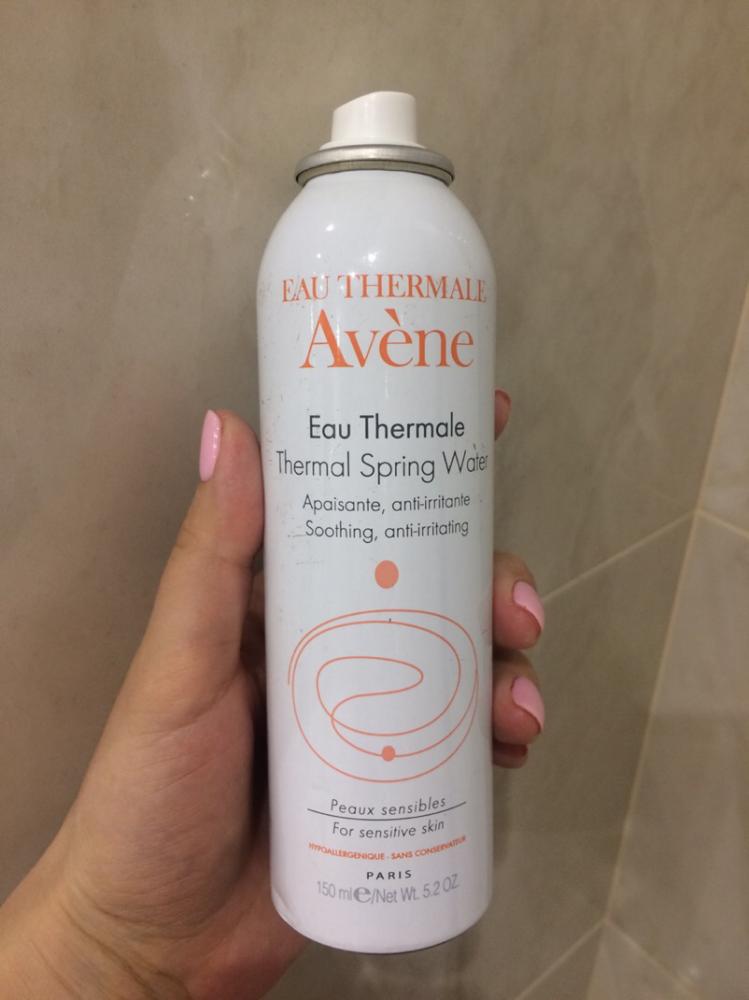 EAU THERMALE
Avène
Eau Thermale
Thermal Spring Water
Apaisante, anti-irritante
Soothing, anti-irritating
Peaux sensibles
For sensitive skin
HYPOALLERGENIQUE - SANS CONSERVATEUR
PARIS
150 ml e/Net Wt. 5.2 OZ.